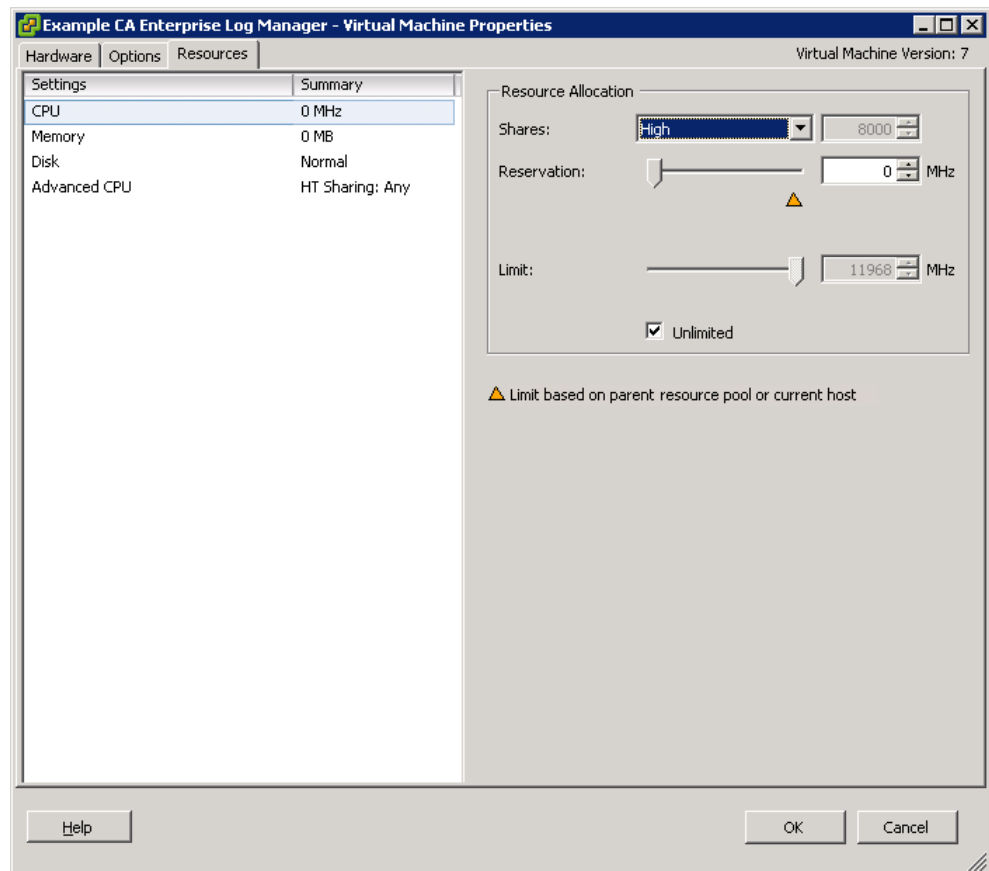 Example CA Enterprise Log Manager - Virtual Machine Properties
Hardware Options Resources Virtual Machine Version: 7
Settings Summary
CPU 0 MHz
Memory 0 MB
Disk Normal
Advanced CPU HT Sharing: Any
Resource Allocation
Shares: High 8000
Reservation: 0 MHz
Limit: 11968 MHz
Unlimited
Limit based on parent resource pool or current host
Help OK Cancel